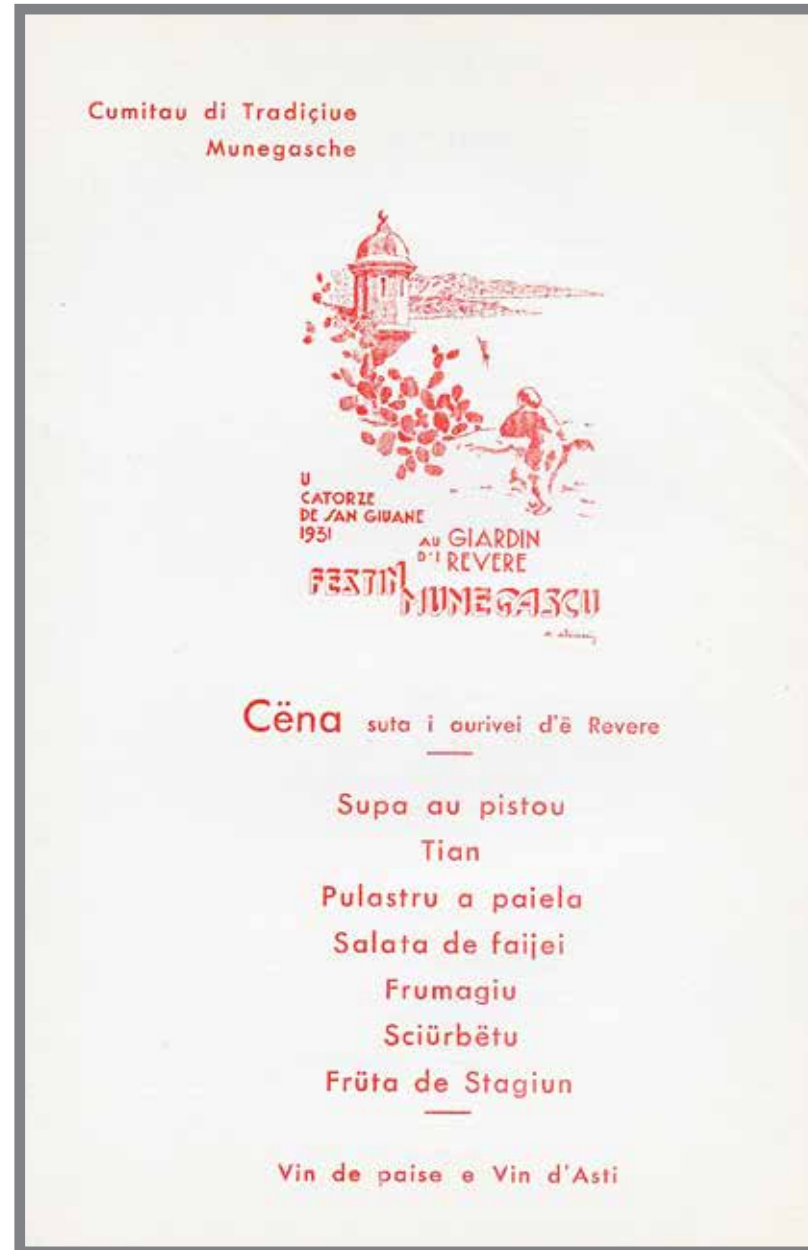 Cumitau di Tradiçiue
Munegasche
U
CATORZE
DE SAN GIUANE
1931
AU GIARDIN
D'I REVERE
FESTIN
MUNEGASCU
Cëna suta i aurivei d'ë Revere
Supa au pistou
Tian
Pulastru a paiela
Salata de faijei
Frumagiu
Sciürbëtu
Früta de Stagiun
Vin de paise e Vin d'Asti